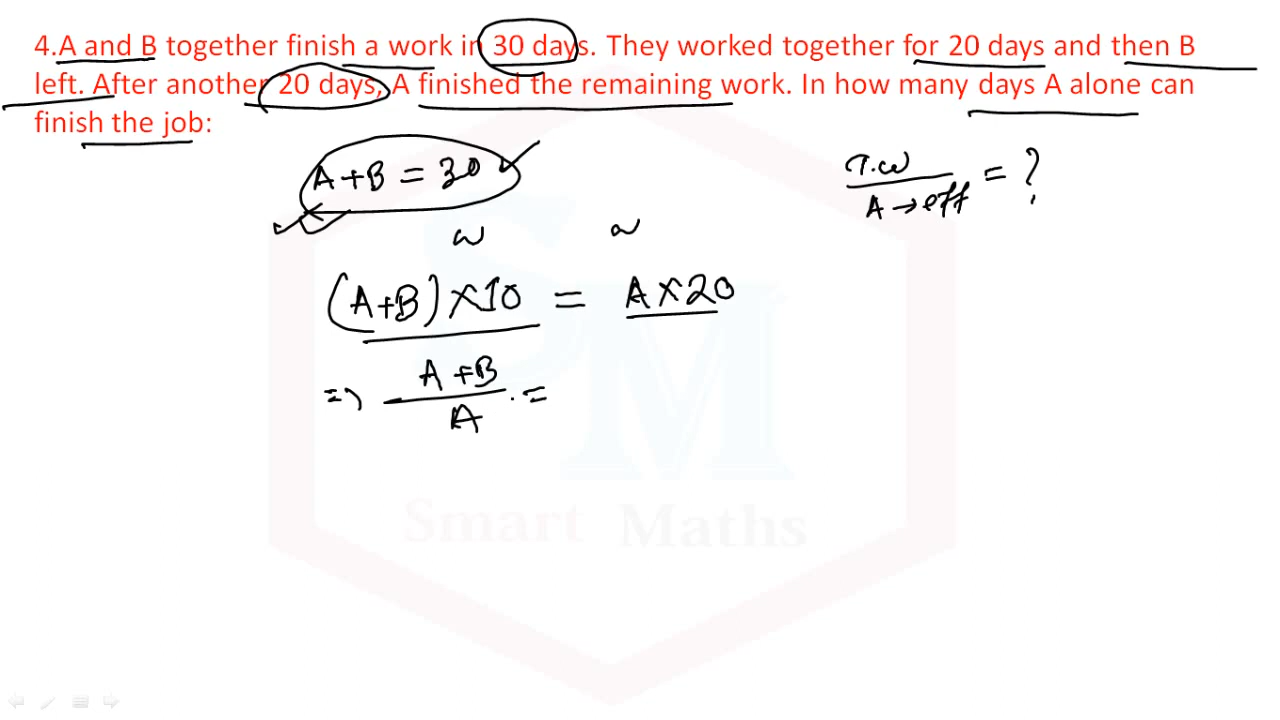 4.A and B together finish a work in 30 days. They worked together for 20 days and then B
left. After another 20 days, A finished the remaining work. In how many days A alone can
finish the job:
A+B = 30
T.W / A → eff = ?
w w
(A+B) × 10 = A × 20
=> A+B / A =
Smart Maths